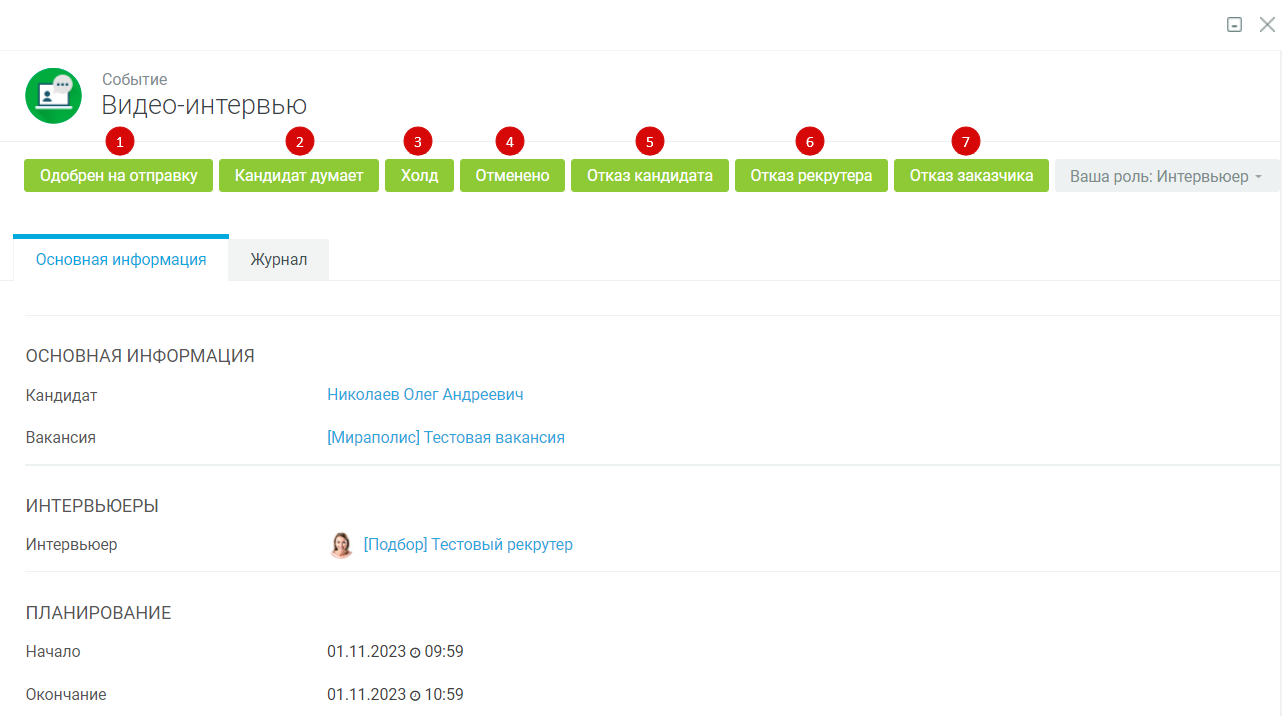 Событие
Видео-интервью
1 2 3 4 5 6 7
Одобрен на отправку Кандидат думает Холд Отменено Отказ кандидата Отказ рекрутера Отказ заказчика Ваша роль: Интервьюер
Основная информация Журнал
ОСНОВНАЯ ИНФОРМАЦИЯ
Кандидат Николаев Олег Андреевич
Вакансия [Мираполис] Тестовая вакансия
ИНТЕРВЬЮЕРЫ
Интервьюер [Подбор] Тестовый рекрутер
ПЛАНИРОВАНИЕ
Начало 01.11.2023 09:59
Окончание 01.11.2023 10:59